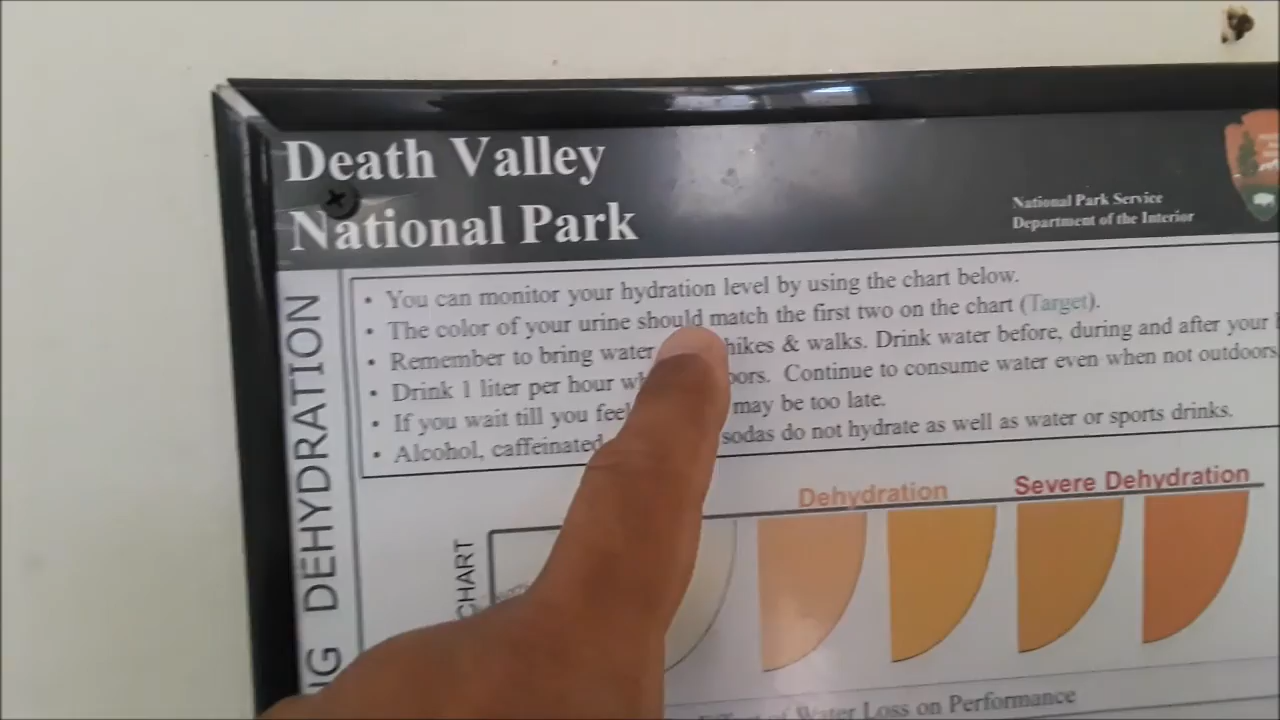 Death Valley
National Park
National Park Service
Department of the Interior
• You can monitor your hydration level by using the chart below.
• The color of your urine should match the first two on the chart (Target).
• Remember to bring water hikes & walks. Drink water before, during and after your
• Drink 1 liter per hour Continue to consume water even when not outdoors
• If you wait till you feel may be too late.
• Alcohol, caffeinated sodas do not hydrate as well as water or sports drinks.
DEHYDRATION
Dehydration
Severe Dehydration
CHART
of Water Loss on Performance